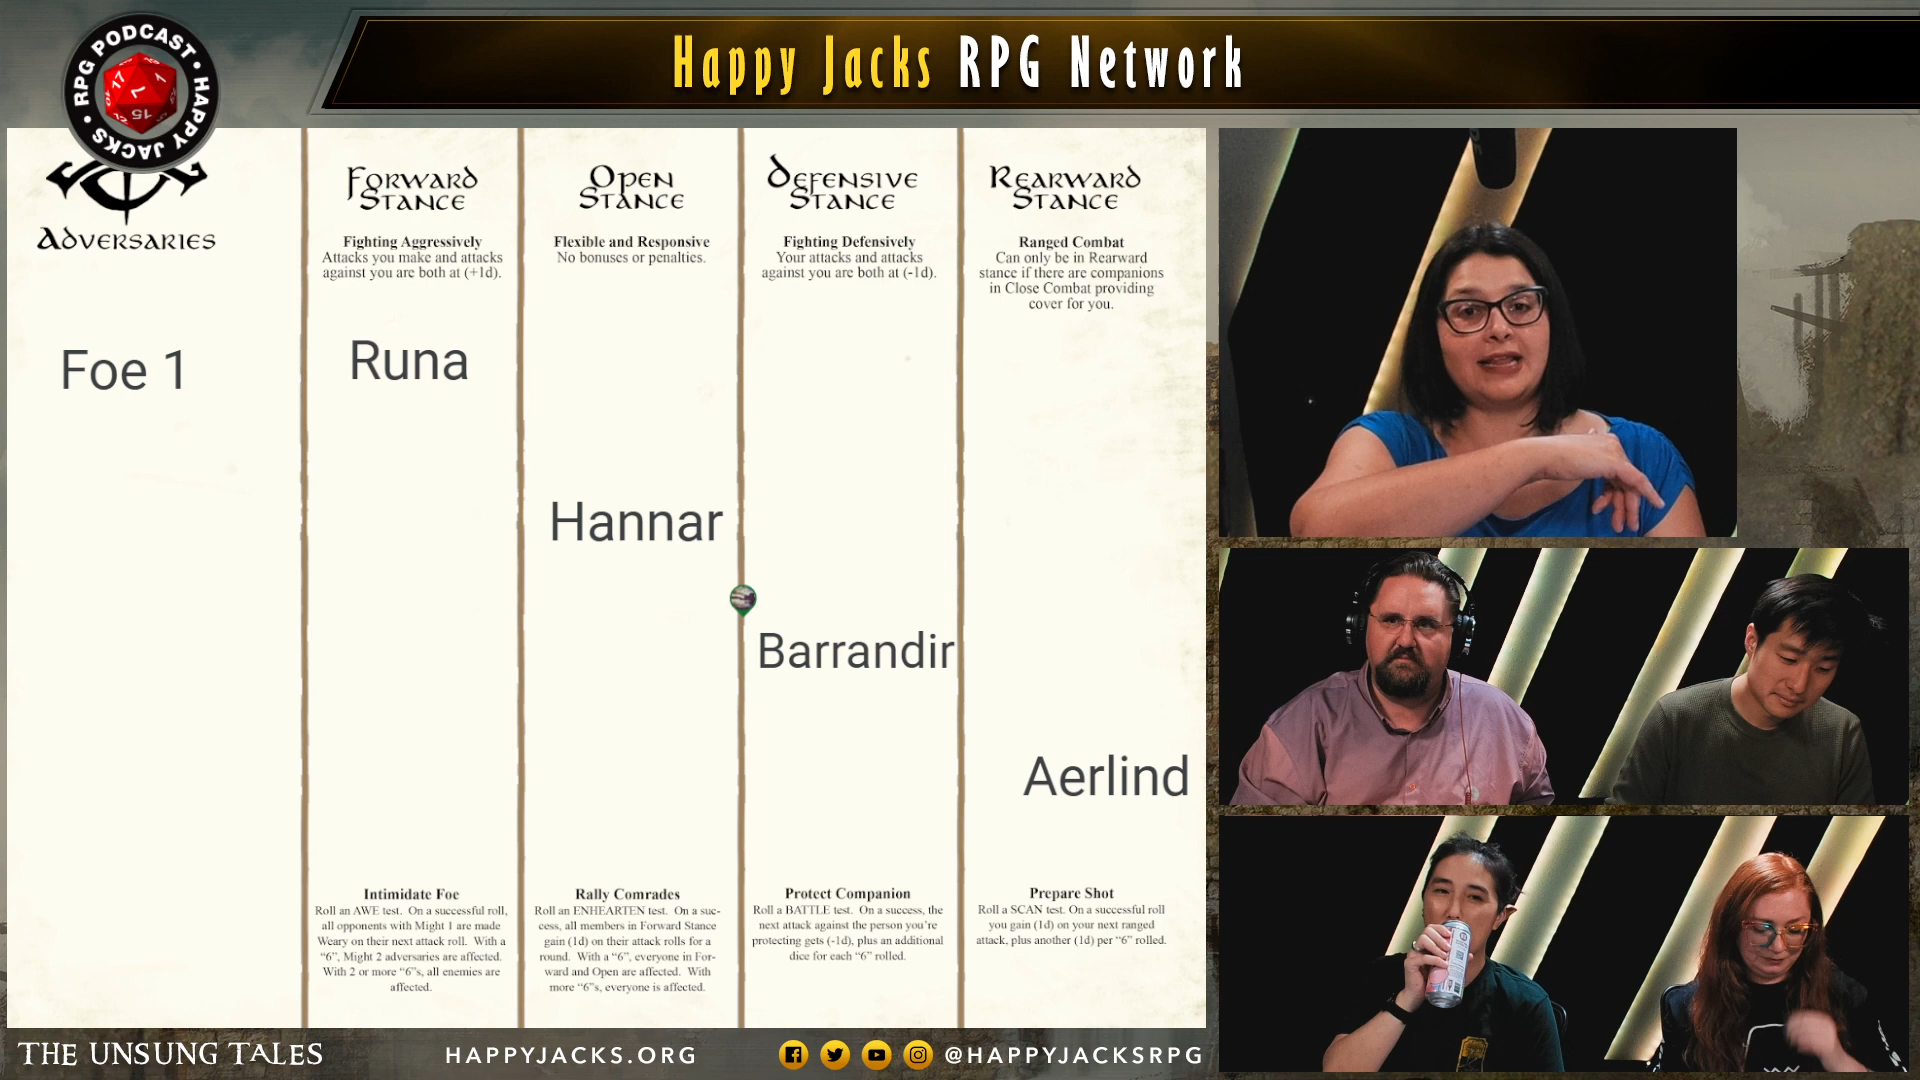 Happy Jacks RPG Network
RPG PODCAST • HAPPY JACKS •
17
1
7
15
Adversaries
Foe 1
Forward
Stance
Fighting Aggressively
Attacks you make and attacks
against you are both at (+1d).
Runa
Intimidate Foe
Roll an AWE test. On a successful roll,
all opponents with Might 1 are made
Weary on their next attack roll. With a
“6”, Might 2 adversaries are affected.
With 2 or more “6”s, all enemies are
affected.
Open
Stance
Flexible and Responsive
No bonuses or penalties.
Hannar
Rally Comrades
Roll an ENHEARTEN test. On a suc-
cess, all members in Forward Stance
gain (1d) on their attack rolls for a
round. With a “6”, everyone in For-
ward and Open are affected. With
more “6”s, everyone is affected.
Defensive
Stance
Fighting Defensively
Your attacks and attacks
against you are both at (-1d).
Barrandir
Protect Companion
Roll a BATTLE test. On a success, the
next attack against the person you’re
protecting gets (-1d), plus an additional
dice for each “6” rolled.
Rearward
Stance
Ranged Combat
Can only be in Rearward
stance if there are companions
in Close Combat providing
cover for you.
Aerlind
Prepare Shot
Roll a SCAN test. On a successful roll
you gain (1d) on your next ranged
attack, plus another (1d) per “6” rolled.
THE UNSUNG TALES
HAPPYJACKS.ORG
@HAPPYJACKSRPG